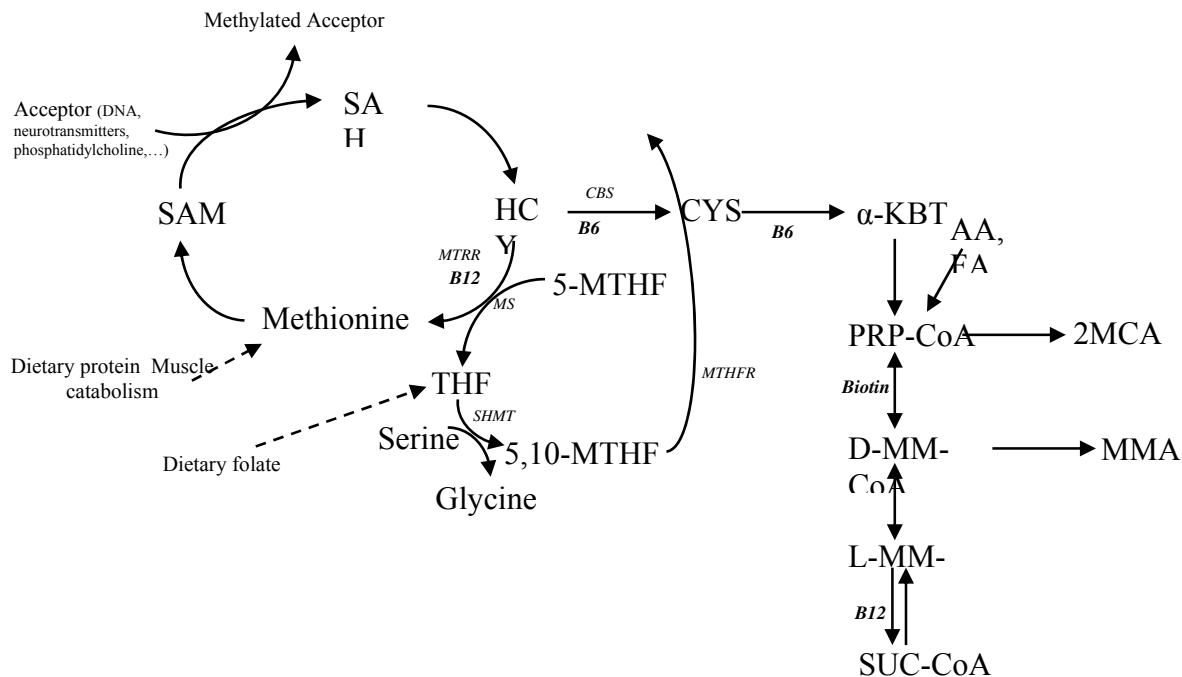 Methylated Acceptor
Acceptor (DNA,
neurotransmitters,
phosphatidylcholine,…)
SA
H
SAM
HC
Y
CBS
B6
CYS
B6
α-KBT
AA,
FA
MTRR
B12
MS
5-MTHF
Methionine
PRP-CoA
2MCA
Dietary protein Muscle
catabolism
THF
MTHFR
Biotin
SHMT
Serine
5,10-MTHF
D-MM-
CoA
MMA
Dietary folate
Glycine
L-MM-
B12
SUC-CoA